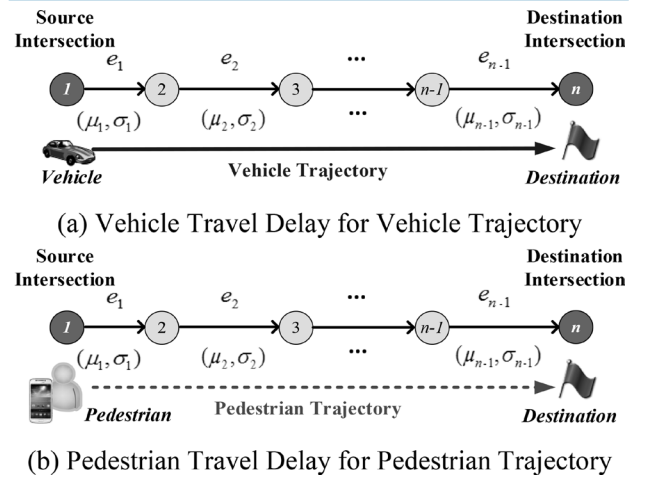 Source
Intersection
Destination
Intersection
e₁
e₂
...
eₙ₋₁
1
2
3
n-1
n
(μ₁,σ₁)
(μ₂,σ₂)
...
(μₙ₋₁,σₙ₋₁)
Vehicle
Vehicle Trajectory
Destination
(a) Vehicle Travel Delay for Vehicle Trajectory
Source
Intersection
Destination
Intersection
e₁
e₂
...
eₙ₋₁
1
2
3
n-1
n
(μ₁,σ₁)
(μ₂,σ₂)
...
(μₙ₋₁,σₙ₋₁)
Pedestrian
Pedestrian Trajectory
Destination
(b) Pedestrian Travel Delay for Pedestrian Trajectory